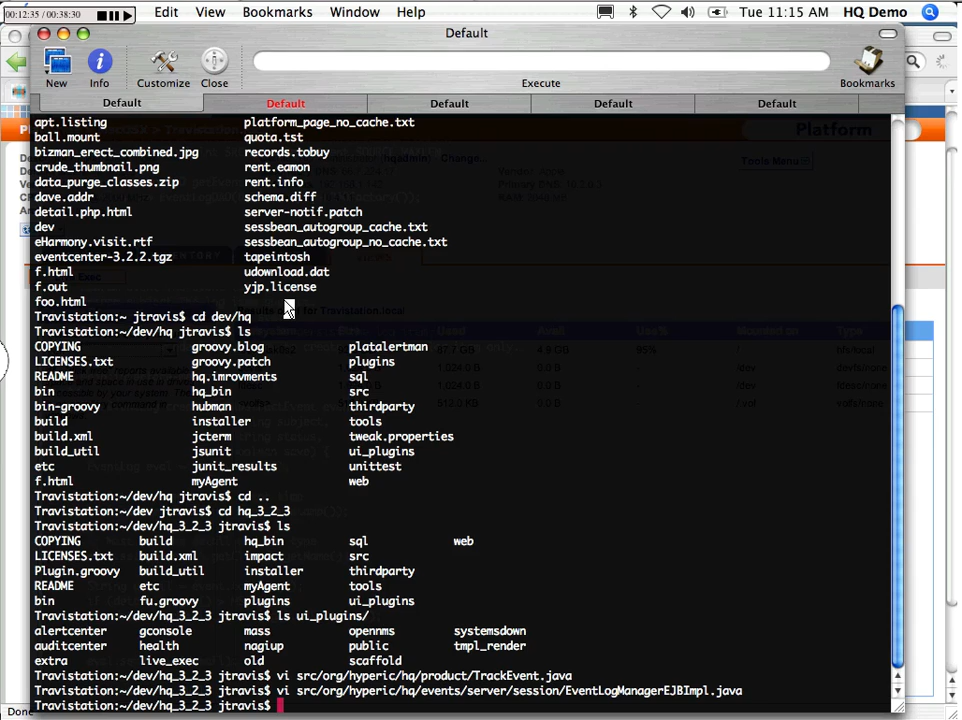 00:12:35 / 00:38:30
Edit View Bookmarks Window Help
Tue 11:15 AM HQ Demo
Default
New Info Customize Close Execute Bookmarks
Default Default Default Default Default
apt.listing platform_page_no_cache.txt
ball.mount quota.tst
bizman_erect_combined.jpg records.tobuy
crude_thumbnail.png rent.eamon
data_purge_classes.zip rent.info
dave.addr schema.diff
detail.php.html server-notif.patch
dev sessbean_autogroup_cache.txt
eHarmony.visit.rtf sessbean_autogroup_no_cache.txt
eventcenter-3.2.2.tgz tapeintosh
f.html udownload.dat
f.out yjp.license
foo.html
Travistation:~ jtravis$ cd dev/hq
Travistation:~/dev/hq jtravis$ ls
COPYING groovy.blog platalertman
LICENSES.txt groovy.patch plugins
README hq.imrovments sql
bin hq_bin src
bin-groovy hubman thirdparty
build installer tools
build.xml jcterm tweak.properties
build_util jsunit ui_plugins
etc junit_results unittest
f.html myAgent web
Travistation:~/dev/hq jtravis$ cd ..
Travistation:~/dev jtravis$ cd hq_3_2_3
Travistation:~/dev/hq_3_2_3 jtravis$ ls
COPYING build hq_bin sql web
LICENSES.txt build.xml impact src
Plugin.groovy build_util installer thirdparty
README etc myAgent tools
bin fu.groovy plugins ui_plugins
Travistation:~/dev/hq_3_2_3 jtravis$ ls ui_plugins/
alertcenter gconsole mass opennms systemsdown
auditcenter health nagiup public tmpl_render
extra live_exec old scaffold
Travistation:~/dev/hq_3_2_3 jtravis$ vi src/org/hyperic/hq/product/TrackEvent.java
Travistation:~/dev/hq_3_2_3 jtravis$ vi src/org/hyperic/hq/events/server/session/EventLogManagerEJBImpl.java
Travistation:~/dev/hq_3_2_3 jtravis$
Platform
Tools Menu